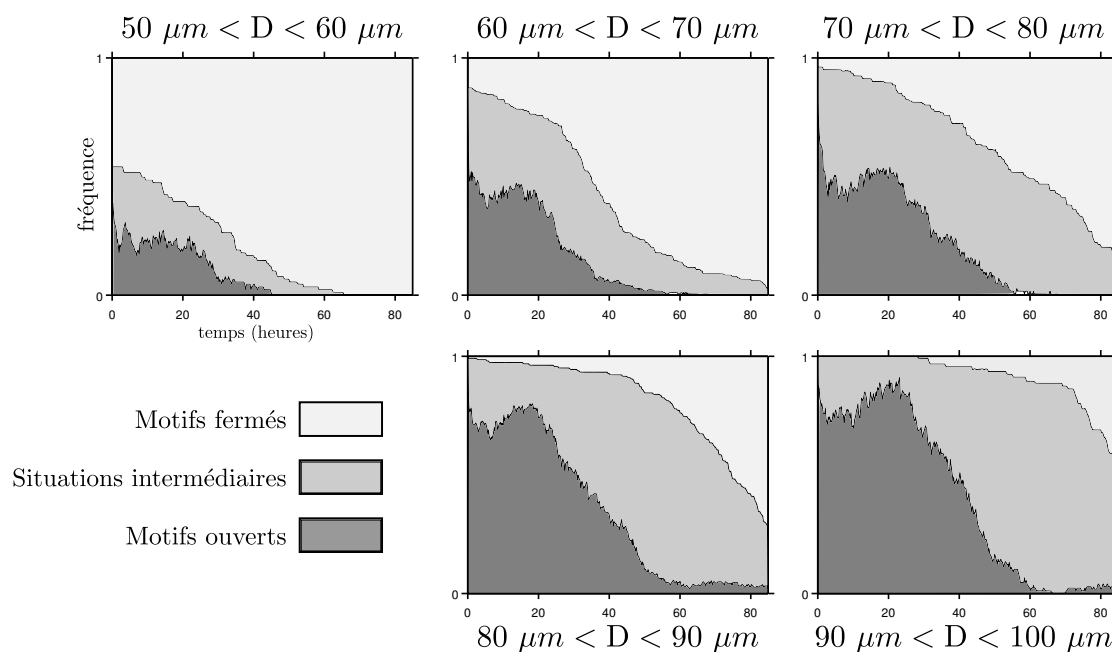 50 μm < D < 60 μm
60 μm < D < 70 μm
70 μm < D < 80 μm
1
fréquence
0
0 20 40 60 80
temps (heures)
1
0
0 20 40 60 80
1
0
0 20 40 60 80
Motifs fermés
Situations intermédiaires
Motifs ouverts
1
0
0 20 40 60 80
80 μm < D < 90 μm
1
0
0 20 40 60 80
90 μm < D < 100 μm